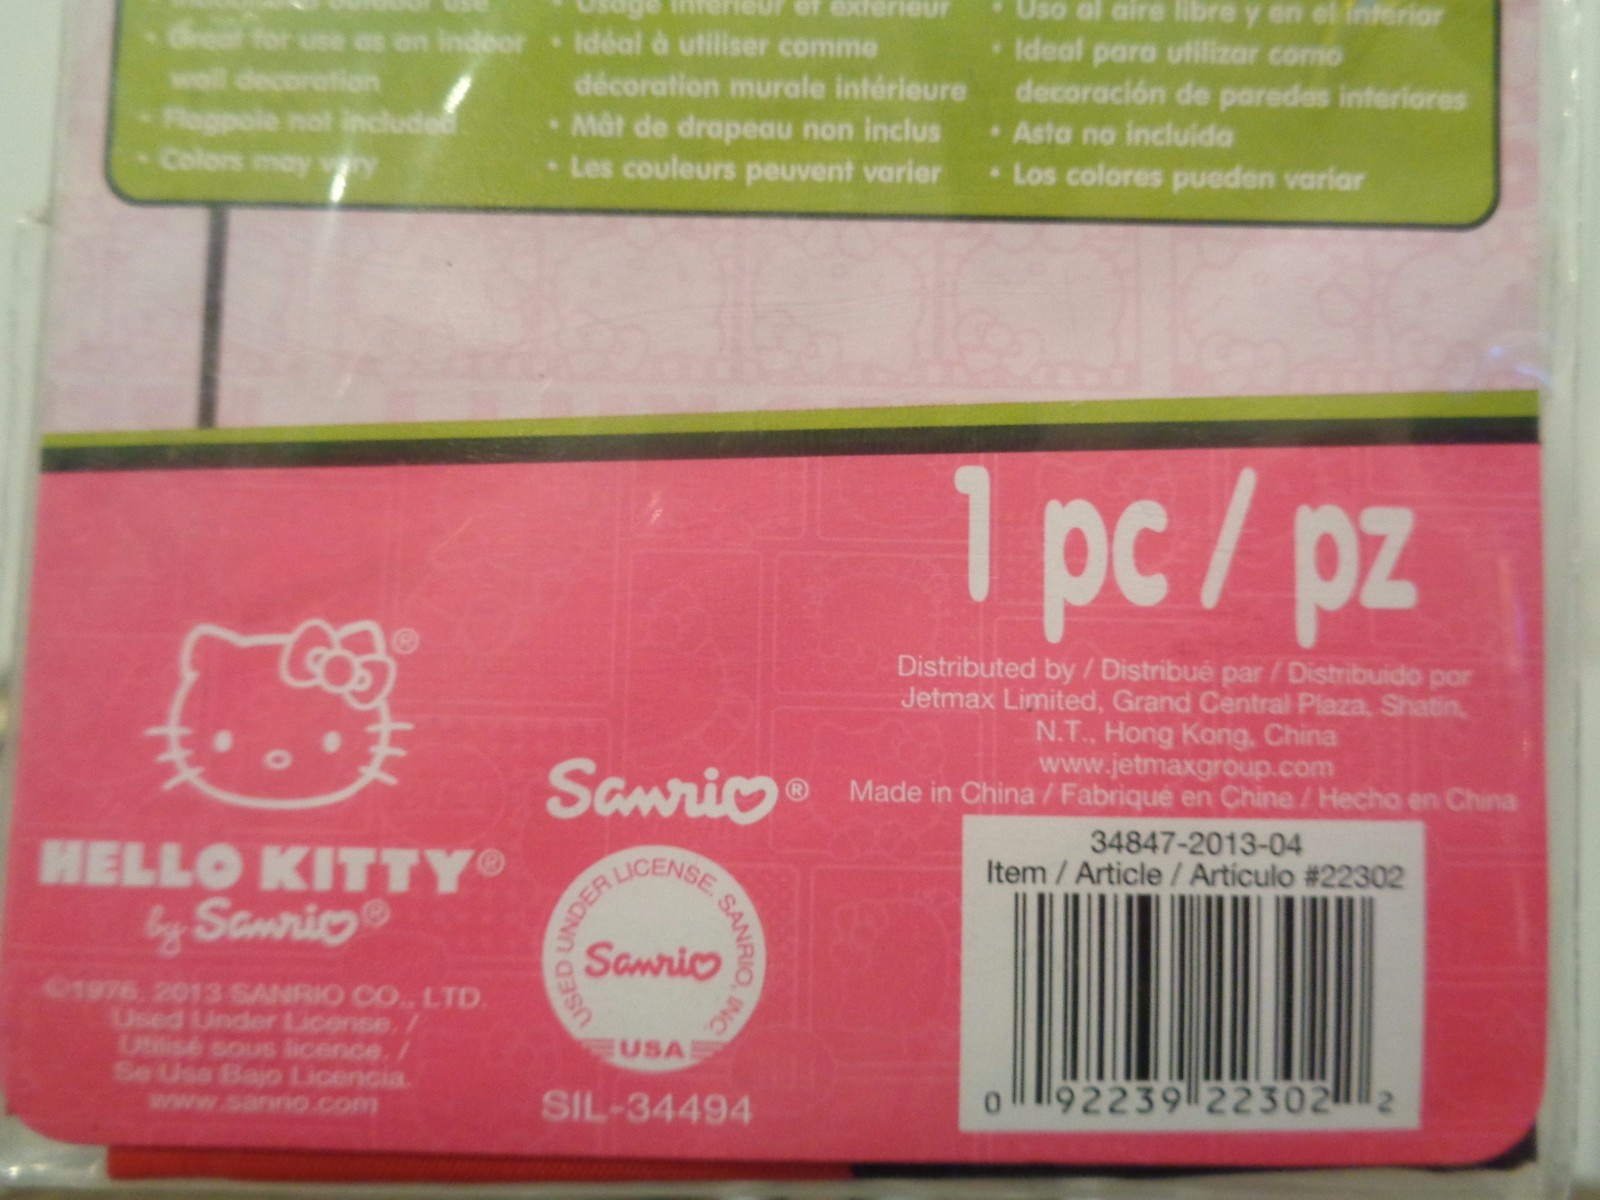 Indoor and outdoor use
• Great for use as an indoor
wall decoration
• Flagpole not included
• Colors may vary
• Usage intérieur et extérieur
• Idéal à utiliser comme
décoration murale intérieure
• Mât de drapeau non inclus
• Les couleurs peuvent varier
• Uso al aire libre y en el interior
• Ideal para utilizar como
decoración de paredes interiores
• Asta no incluida
• Los colores pueden variar
1 pc / pz
Distributed by / Distribué par / Distribuido por
Jetmax Limited, Grand Central Plaza, Shatin,
N.T., Hong Kong, China
www.jetmaxgroup.com
Made in China / Fabriqué en Chine / Hecho en China
34847-2013-04
Item / Article / Artículo #22302
0 92239 22302 2
®
HELLO KITTY®
by Sanrio®
©1976, 2013 SANRIO CO., LTD.
Used Under License. /
Utilisé sous licence. /
Se Usa Bajo Licencia.
www.sanrio.com
Sanrio®
USED UNDER LICENSE. SANRIO, INC.
Sanrio
USA
SIL-34494